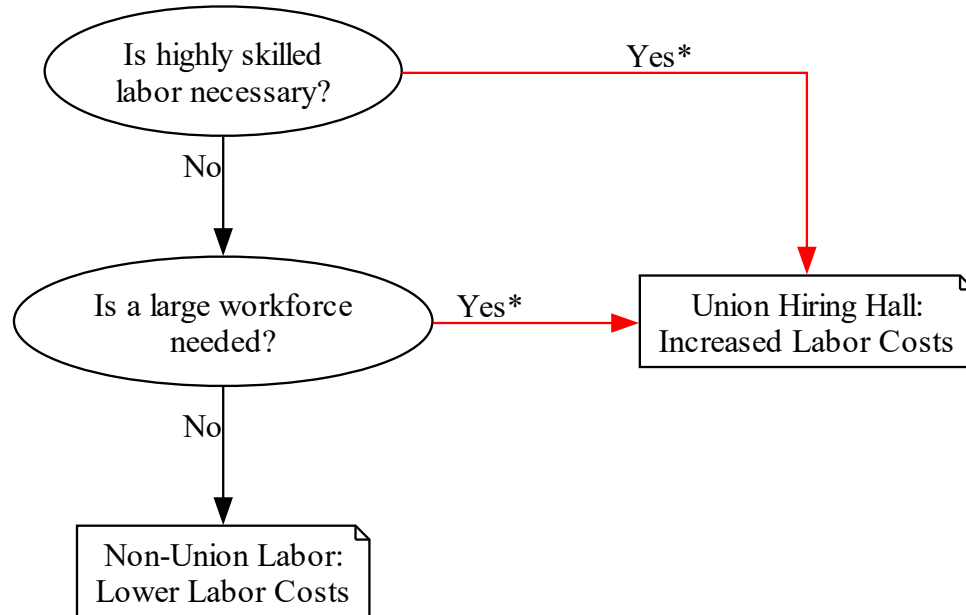 Is highly skilled
labor necessary?
Yes*
No
Is a large workforce
needed?
Yes*
Union Hiring Hall:
Increased Labor Costs
No
Non-Union Labor:
Lower Labor Costs